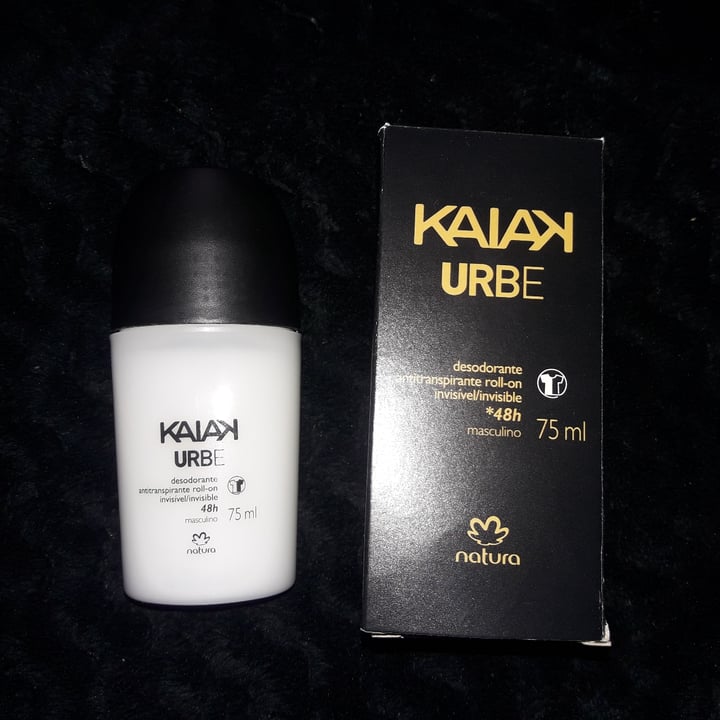 KAIAK
URBE
desodorante
antitranspirante roll-on
invisível/invisible
48h
masculino
75 ml
natura
KAIAK
URBE
desodorante
antitranspirante roll-on
invisível/invisible
*48h
masculino
75 ml
natura